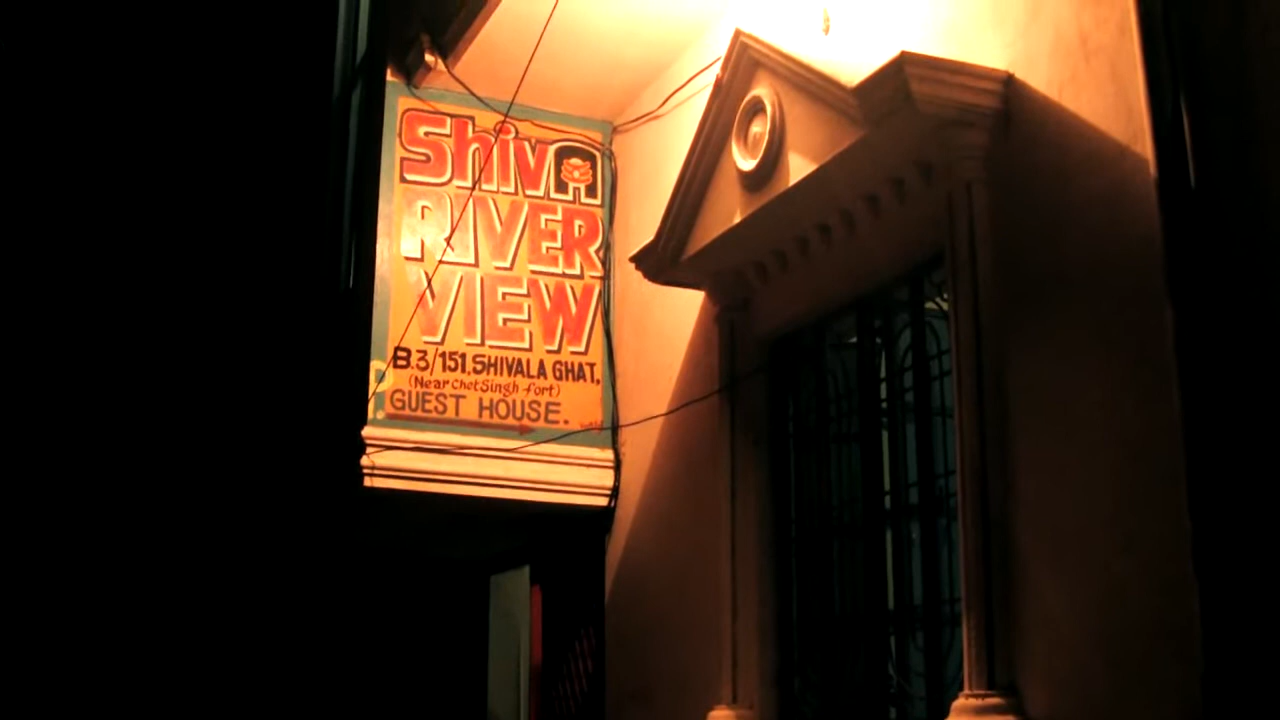 Shiva
RIVER
VIEW
B.3/151,SHIVALA GHAT,
(Near Chet Singh fort)
GUEST HOUSE.